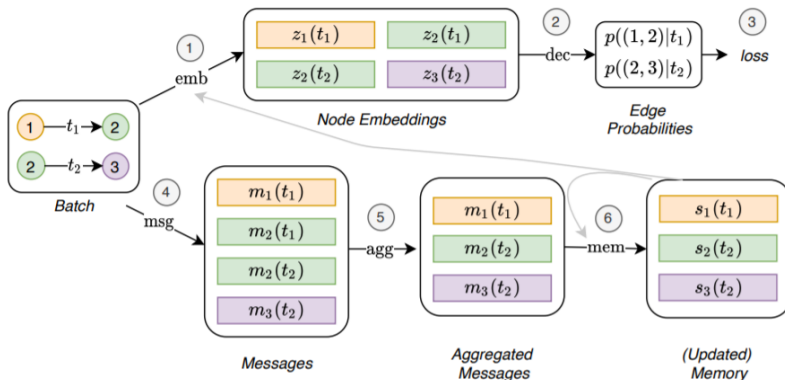 1
emb
z₁(t₁)
z₂(t₁)
z₂(t₂)
z₃(t₂)
Node Embeddings
2
dec
p((1, 2)|t₁)
p((2, 3)|t₂)
Edge
Probabilities
3
loss
1 t₁ 2
2 t₂ 3
Batch
4
msg
m₁(t₁)
m₂(t₁)
m₂(t₂)
m₃(t₂)
Messages
5
agg
m₁(t₁)
m₂(t₂)
m₃(t₂)
Aggregated
Messages
6
mem
s₁(t₁)
s₂(t₂)
s₃(t₂)
(Updated)
Memory